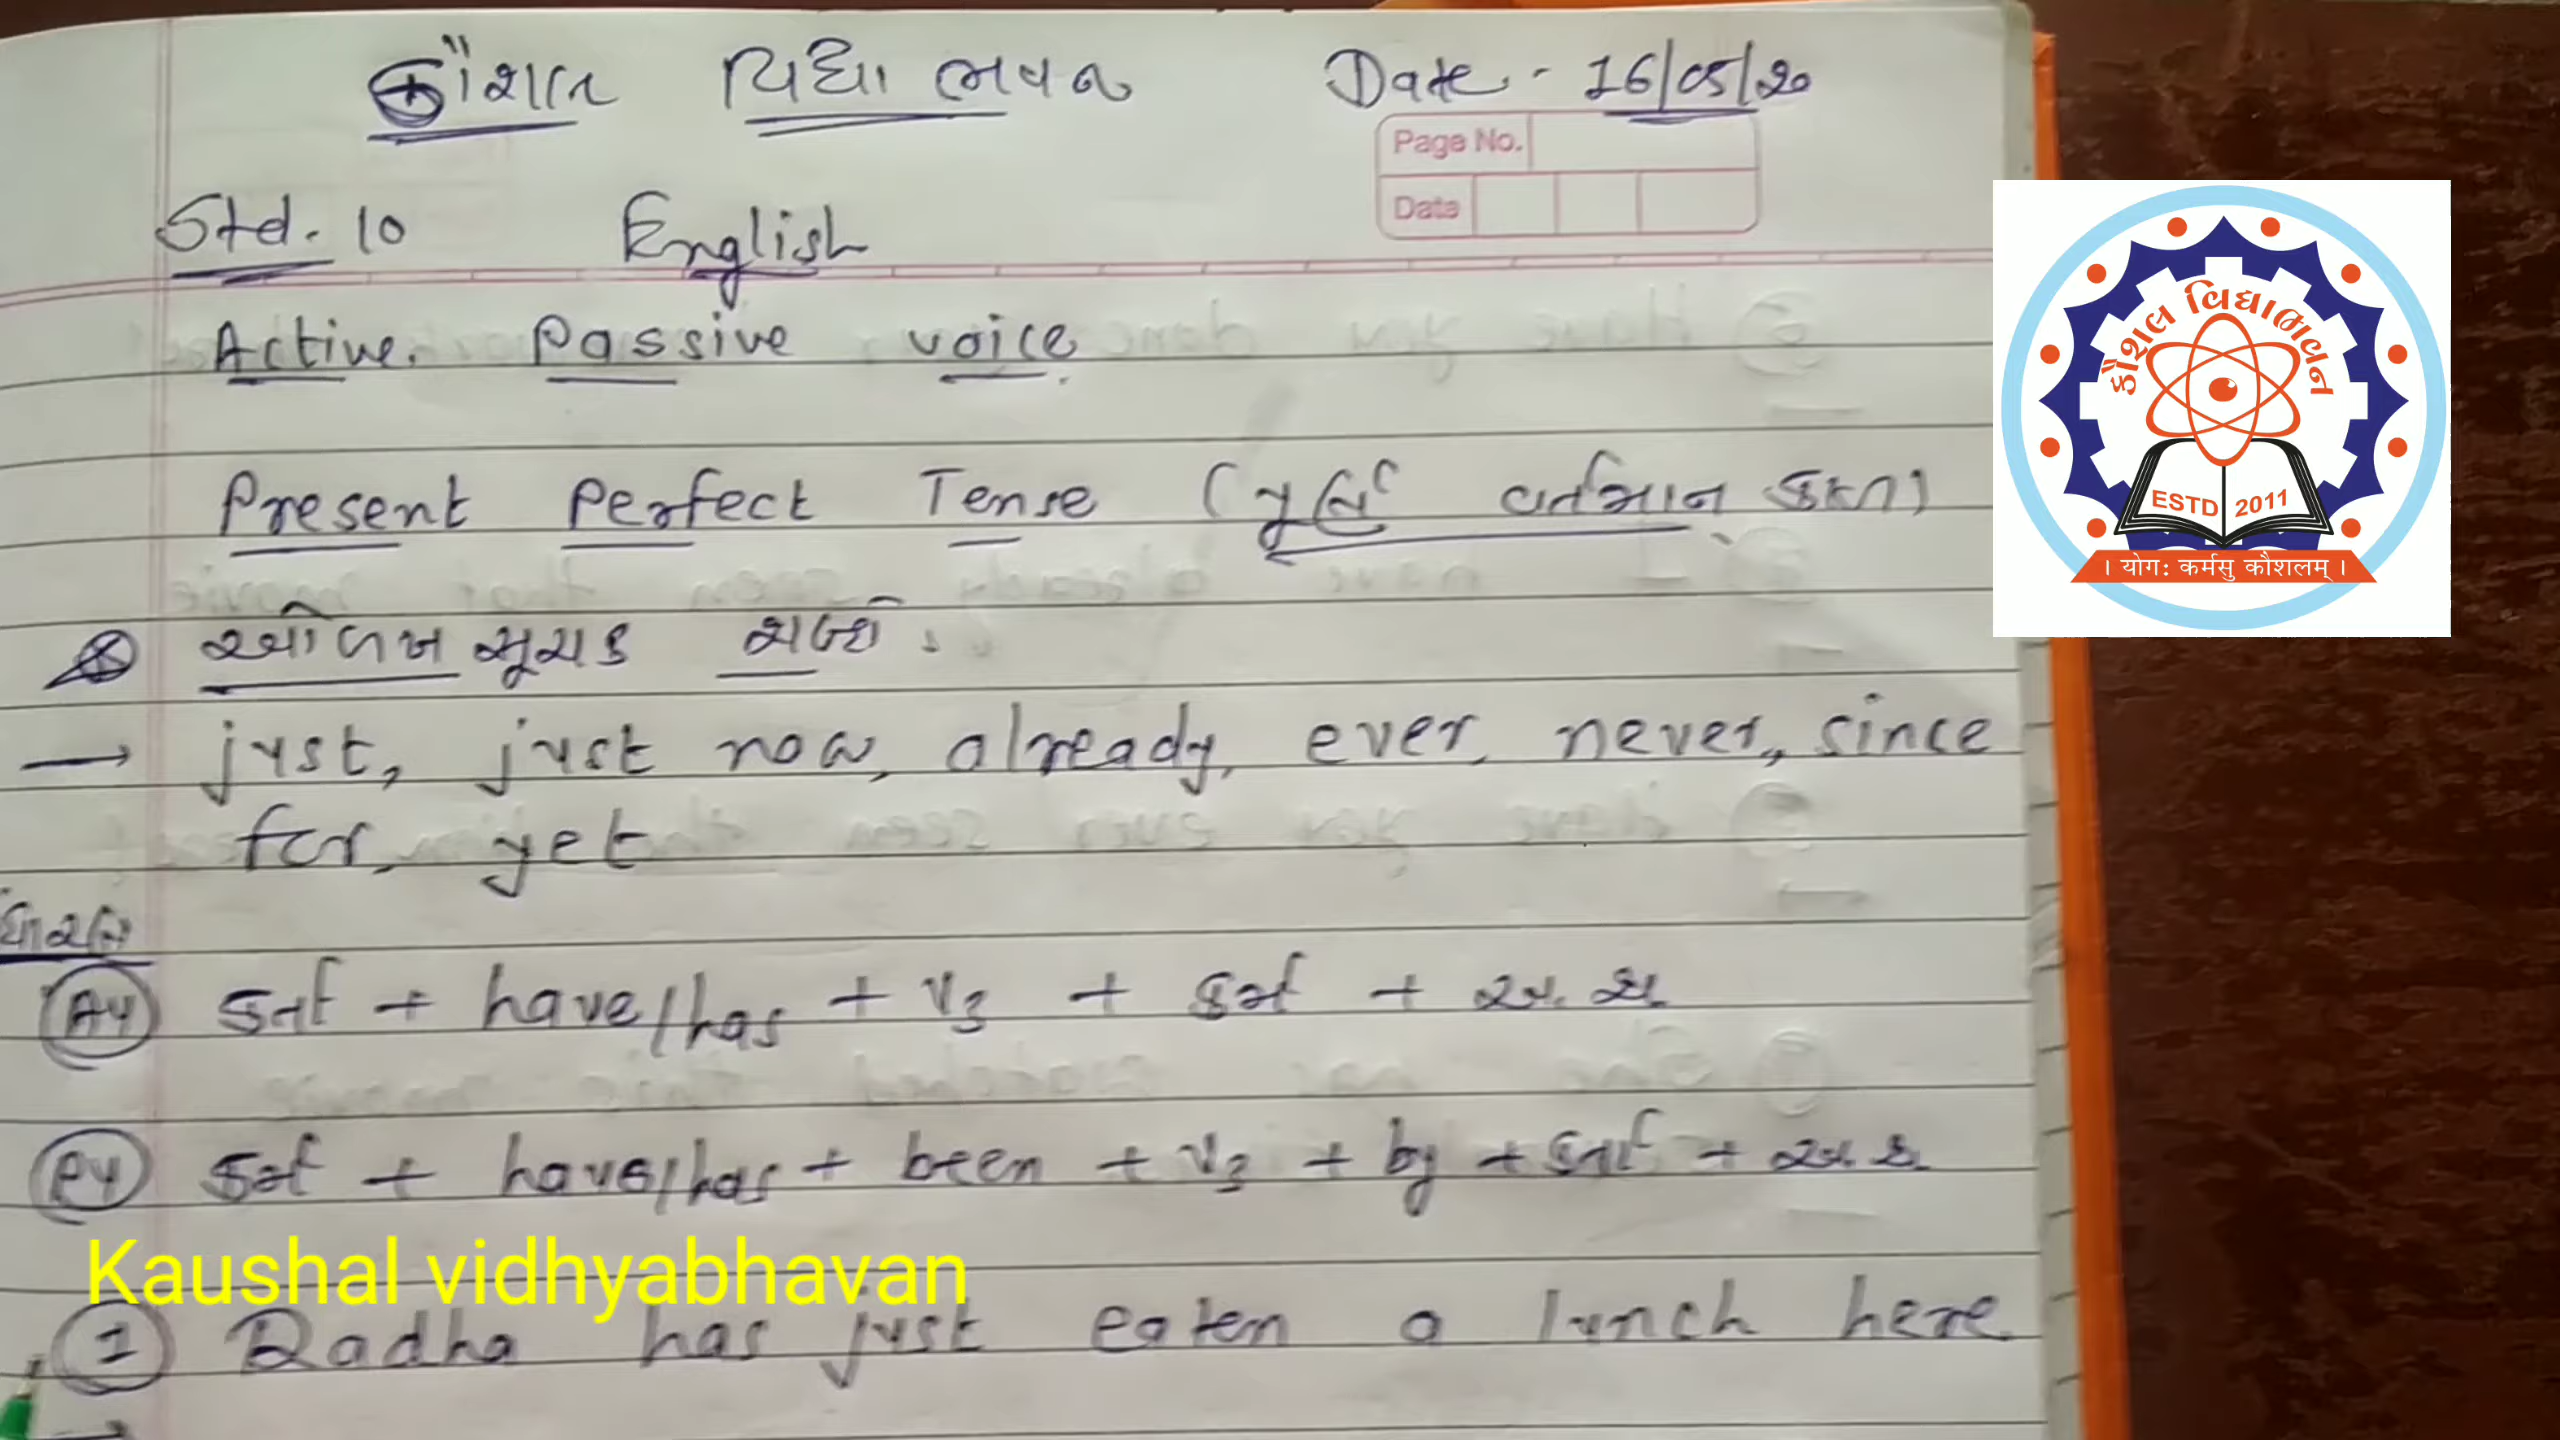 કૌશલ વિદ્યા ભવન Date - 16/05/20
Page No.
Date
Std. 10 English
Active. Passive voice.
Present Perfect Tense (પૂર્ણ વર્તમાન કાળ)
ઓળખ સૂચક શબ્દો.
→ just, just now, already, ever, never, since
for, yet
AV કર્તા + have/has + V3 + કર્મ + અ. શ.
PV કર્મ + have/has + been + V3 + by + કર્તા + અ. શ.
Kaushal vidhyabhavan
1 Radha has just eaten a lunch here.
કૌશલ વિદ્યાભવન
ESTD 2011
। योगः कर्मसु कौशलम् ।